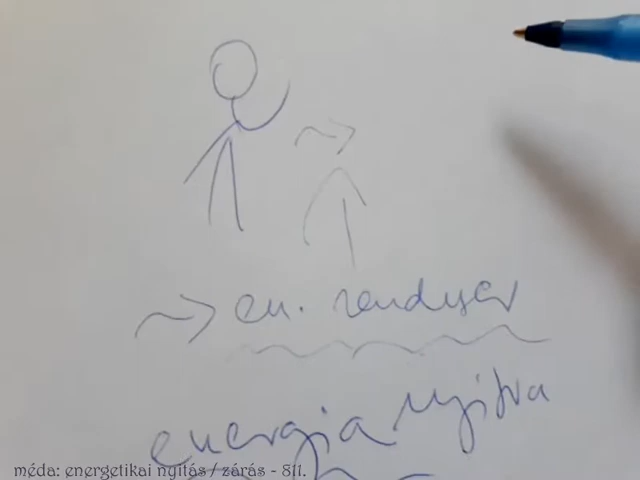 en. rendszer
energia nyitva
méda: energetikai nyitás / zárás - 8/1.